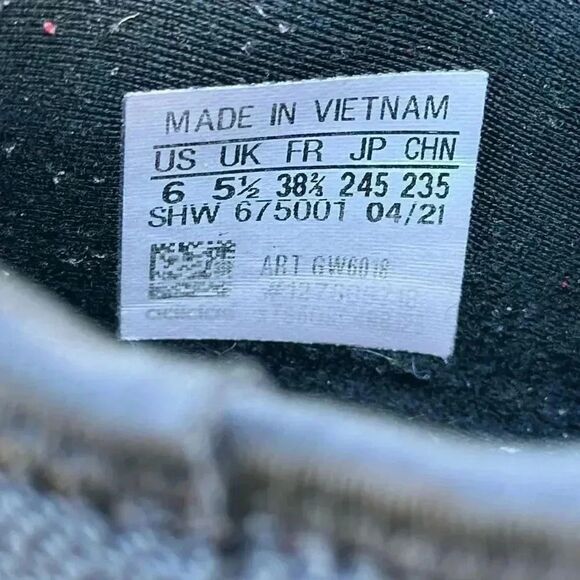 MADE IN VIETNAM
US UK FR JP CHN
6 5½ 38⅔ 245 235
SHW 675001 04/21
ART GW6018